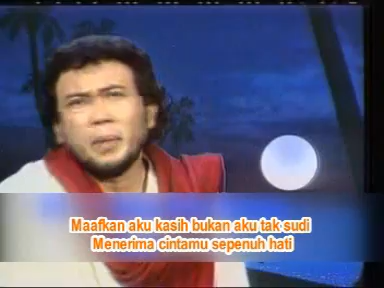 Maafkan aku kasih bukan aku tak sudi
Menerima cintamu sepenuh hati